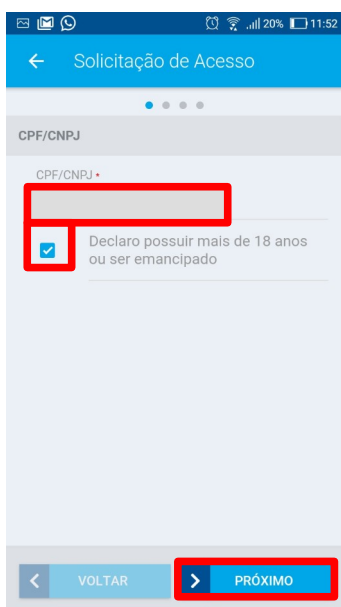 20% 11:52
Solicitação de Acesso
CPF/CNPJ
CPF/CNPJ •
Declaro possuir mais de 18 anos
ou ser emancipado
VOLTAR PRÓXIMO